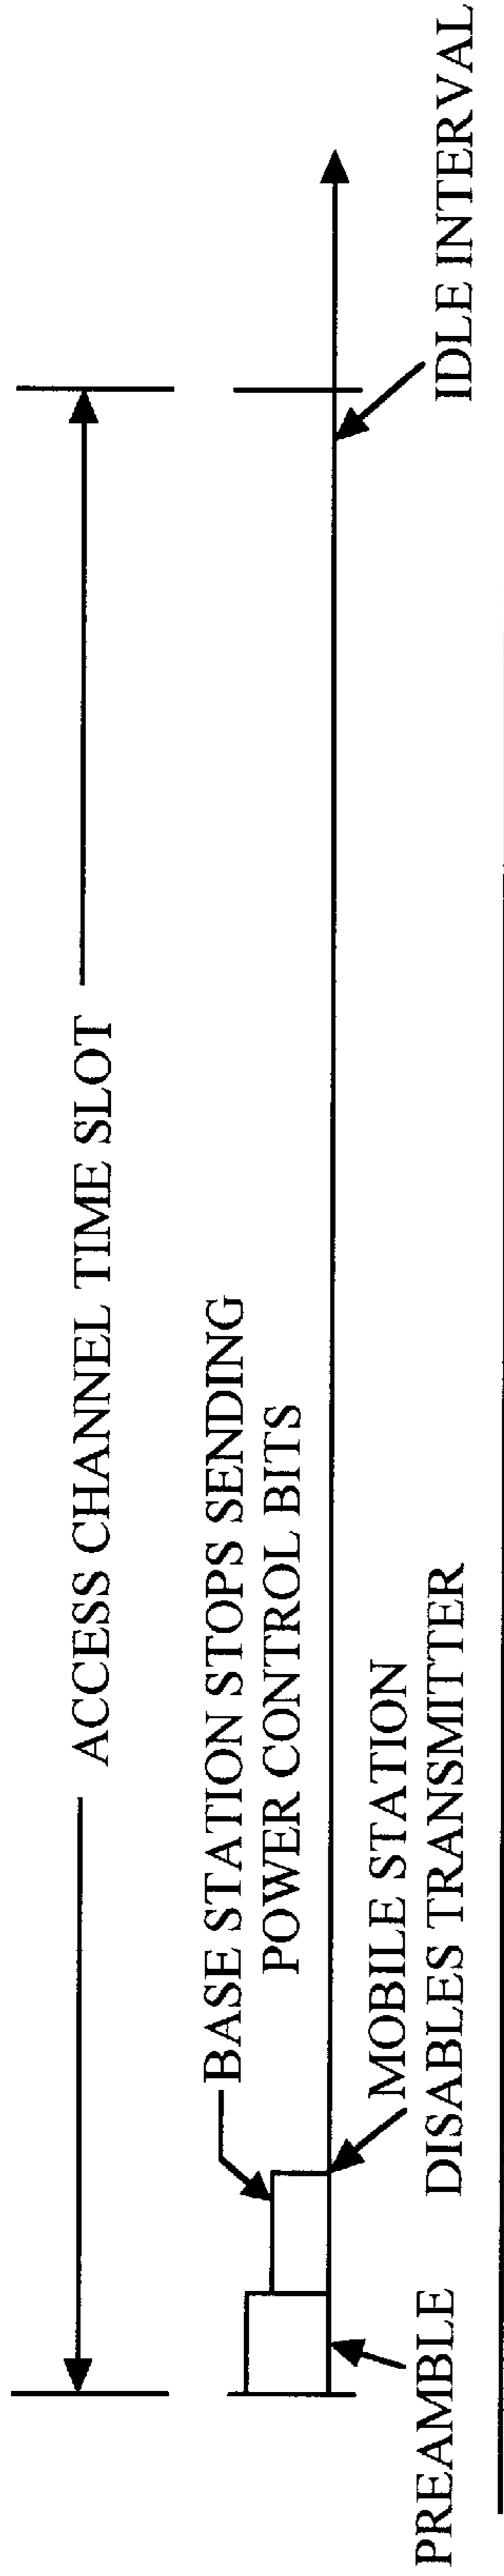 ACCESS CHANNEL TIME SLOT
BASE STATION STOPS SENDING
POWER CONTROL BITS
PREAMBLE
MOBILE STATION
DISABLES TRANSMITTER
IDLE INTERVAL